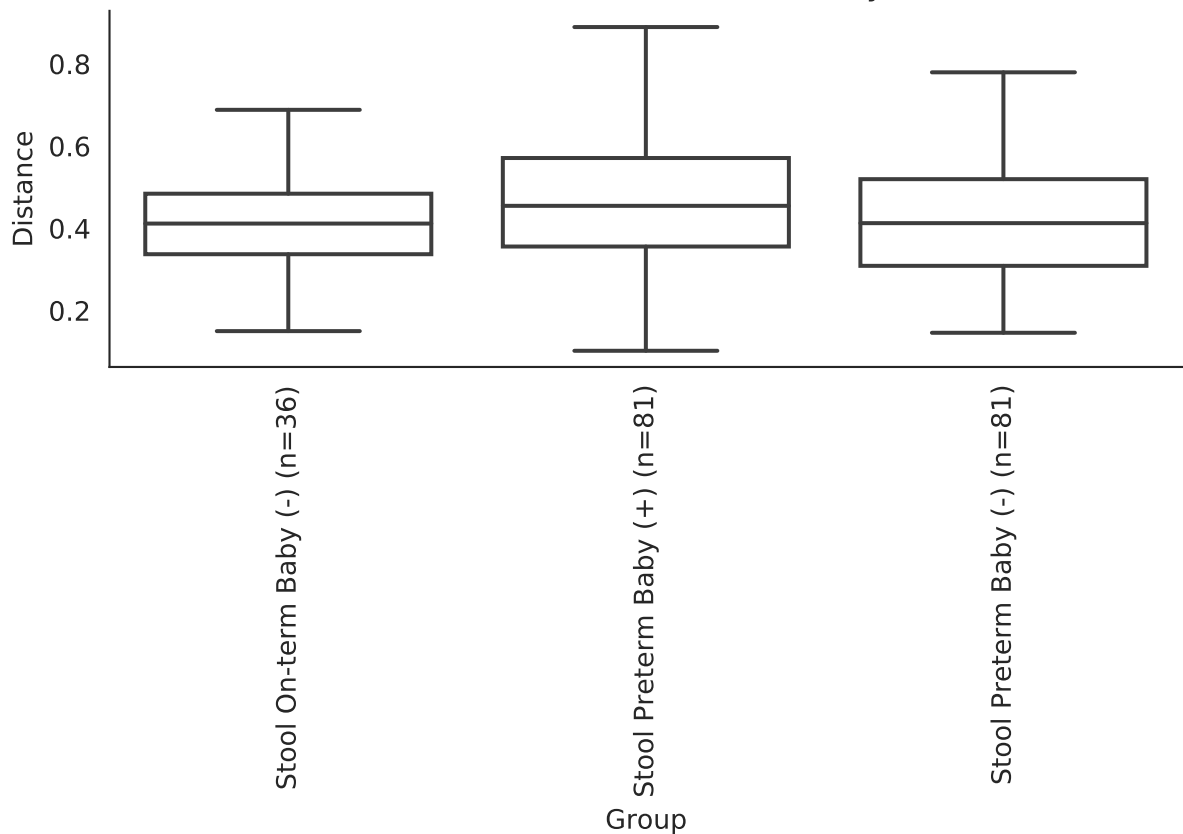 0.8
0.6
0.4
0.2
Distance
Stool On-term Baby (-) (n=36)
Stool Preterm Baby (+) (n=81)
Stool Preterm Baby (-) (n=81)
Group